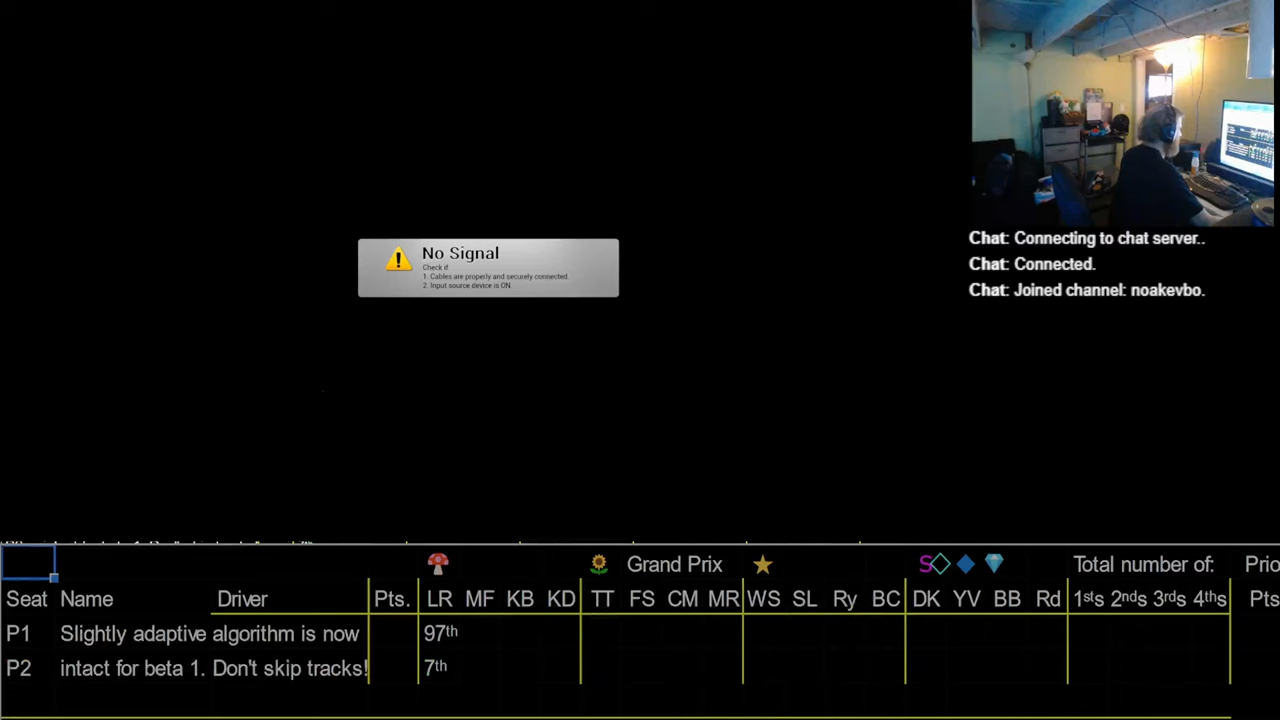 No Signal
Check if
1. Cables are properly and securely connected.
2. Input source device is ON.
Chat: Connecting to chat server..
Chat: Connected.
Chat: Joined channel: noakevbo.
Grand Prix S Total number of: Prio
Seat Name Driver Pts. LR MF KB KD TT FS CM MR WS SL Ry BC DK YV BB Rd 1sts 2nds 3rds 4ths Pts
P1 Slightly adaptive algorithm is now 97th
P2 intact for beta 1. Don't skip tracks! 7th